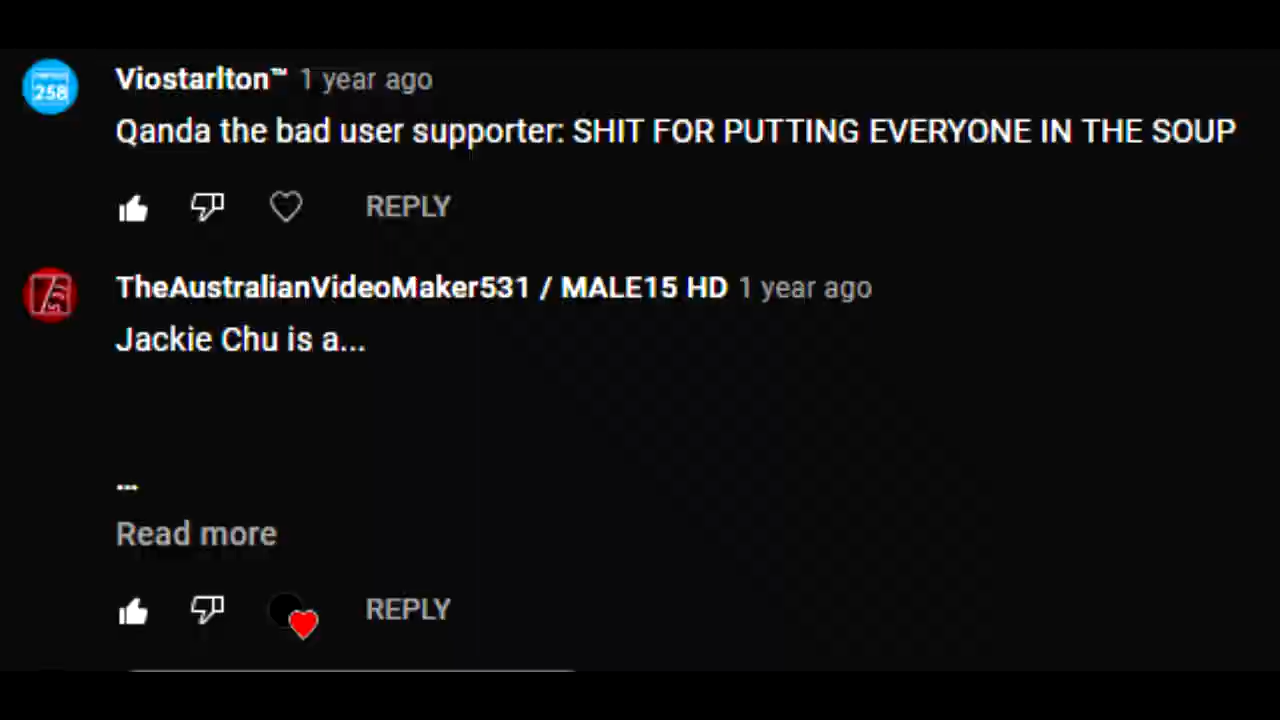 258
Viostarlton™ 1 year ago
Qanda the bad user supporter: SHIT FOR PUTTING EVERYONE IN THE SOUP
REPLY
TheAustralianVideoMaker531 / MALE15 HD 1 year ago
Jackie Chu is a...
...
Read more
REPLY